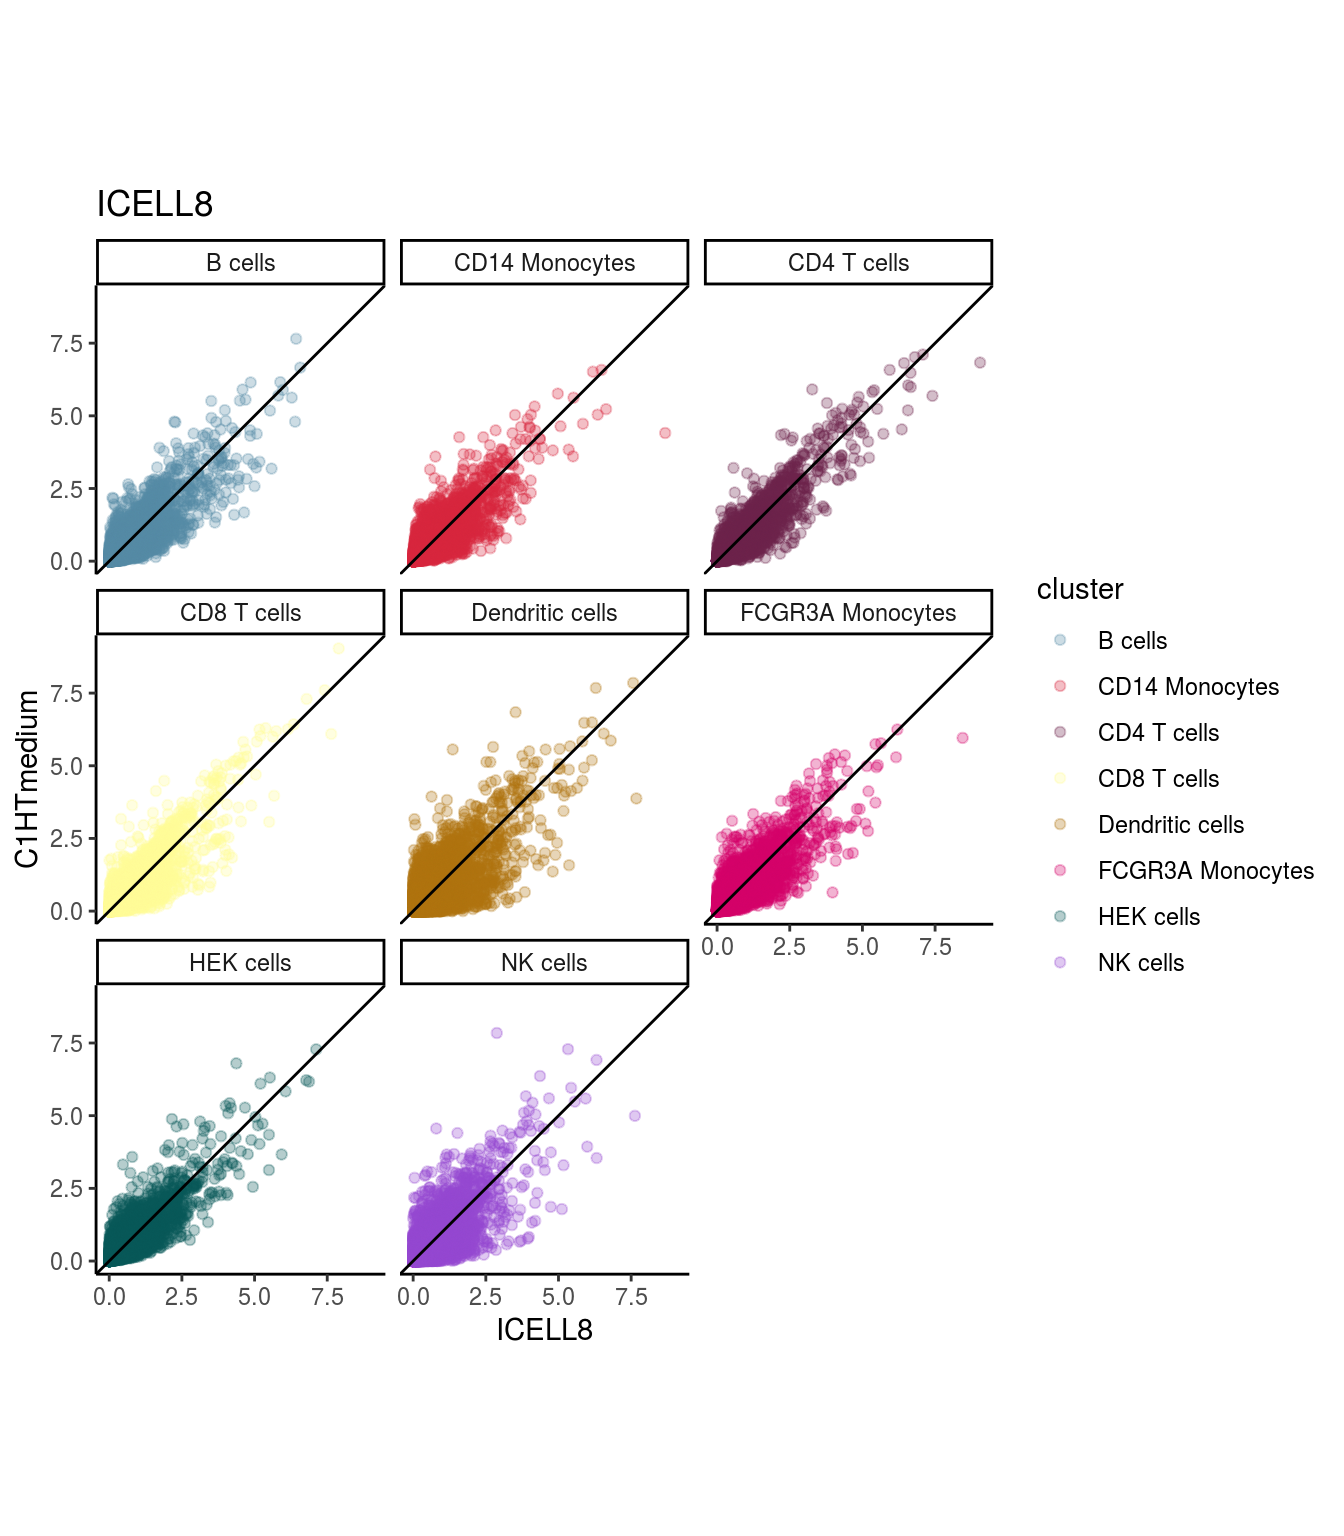 ICELL8
B cells
CD14 Monocytes
CD4 T cells
7.5
5.0
2.5
0.0
CD8 T cells
Dendritic cells
FCGR3A Monocytes
7.5
5.0
2.5
0.0
0.0 2.5 5.0 7.5
HEK cells
NK cells
7.5
5.0
2.5
0.0
0.0 2.5 5.0 7.5
0.0 2.5 5.0 7.5
ICELL8
C1HTmedium
cluster
B cells
CD14 Monocytes
CD4 T cells
CD8 T cells
Dendritic cells
FCGR3A Monocytes
HEK cells
NK cells